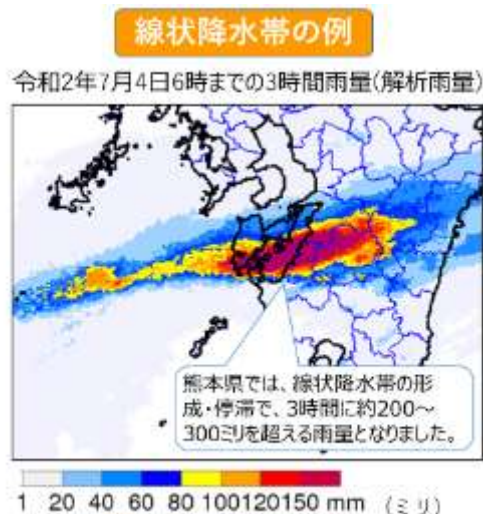 線状降水帯の例
令和2年7月4日6時までの3時間雨量(解析雨量)
熊本県では、線状降水帯の形
成・停滞で、3時間に約200～
300ミリを超える雨量となりました。
1 20 40 60 80 100120150 mm (ミリ)